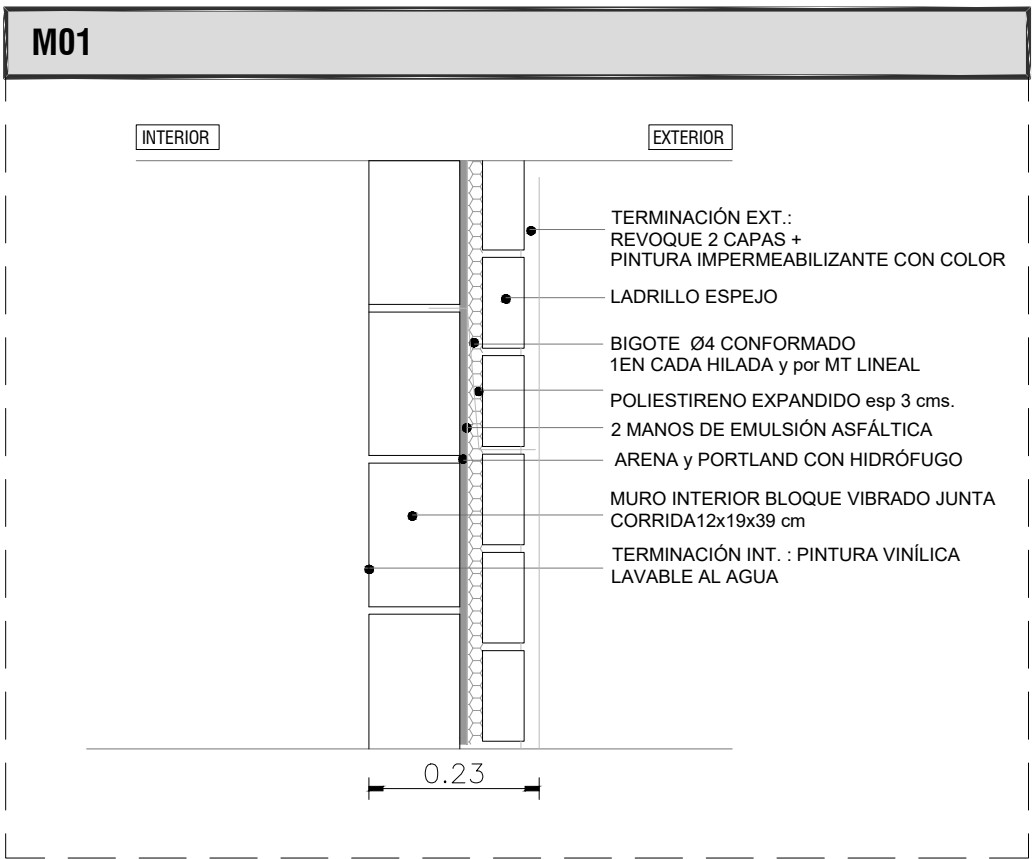 M01
INTERIOR
EXTERIOR
TERMINACIÓN EXT.:
REVOQUE 2 CAPAS +
PINTURA IMPERMEABILIZANTE CON COLOR
LADRILLO ESPEJO
BIGOTE Ø4 CONFORMADO
1EN CADA HILADA y por MT LINEAL
POLIESTIRENO EXPANDIDO esp 3 cms.
2 MANOS DE EMULSIÓN ASFÁLTICA
ARENA y PORTLAND CON HIDRÓFUGO
MURO INTERIOR BLOQUE VIBRADO JUNTA
CORRIDA12x19x39 cm
TERMINACIÓN INT. : PINTURA VINÍLICA
LAVABLE AL AGUA
0.23